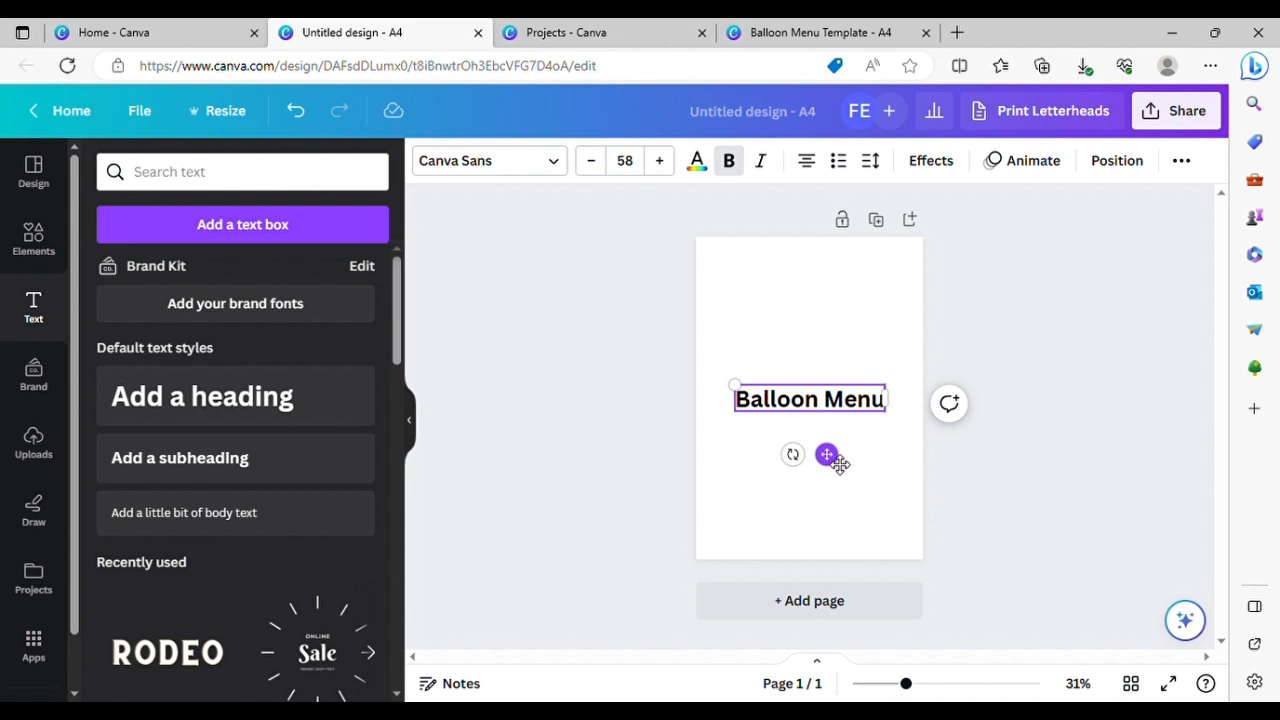 Home - Canva
Untitled design - A4
Projects - Canva
Balloon Menu Template - A4
https://www.canva.com/design/DAFsdDLumx0/t8iBnwtrOh3EbcVFG7D4oA/edit
Home
File
Resize
Untitled design - A4
FE
Print Letterheads
Share
Design
Elements
Text
Brand
Uploads
Draw
Projects
Apps
Search text
Add a text box
Brand Kit
Edit
Add your brand fonts
Default text styles
Add a heading
Add a subheading
Add a little bit of body text
Recently used
RODEO
ONLINE
Sale
Canva Sans
58
B
I
Effects
Animate
Position
Balloon Menu
+ Add page
Notes
Page 1 / 1
31%